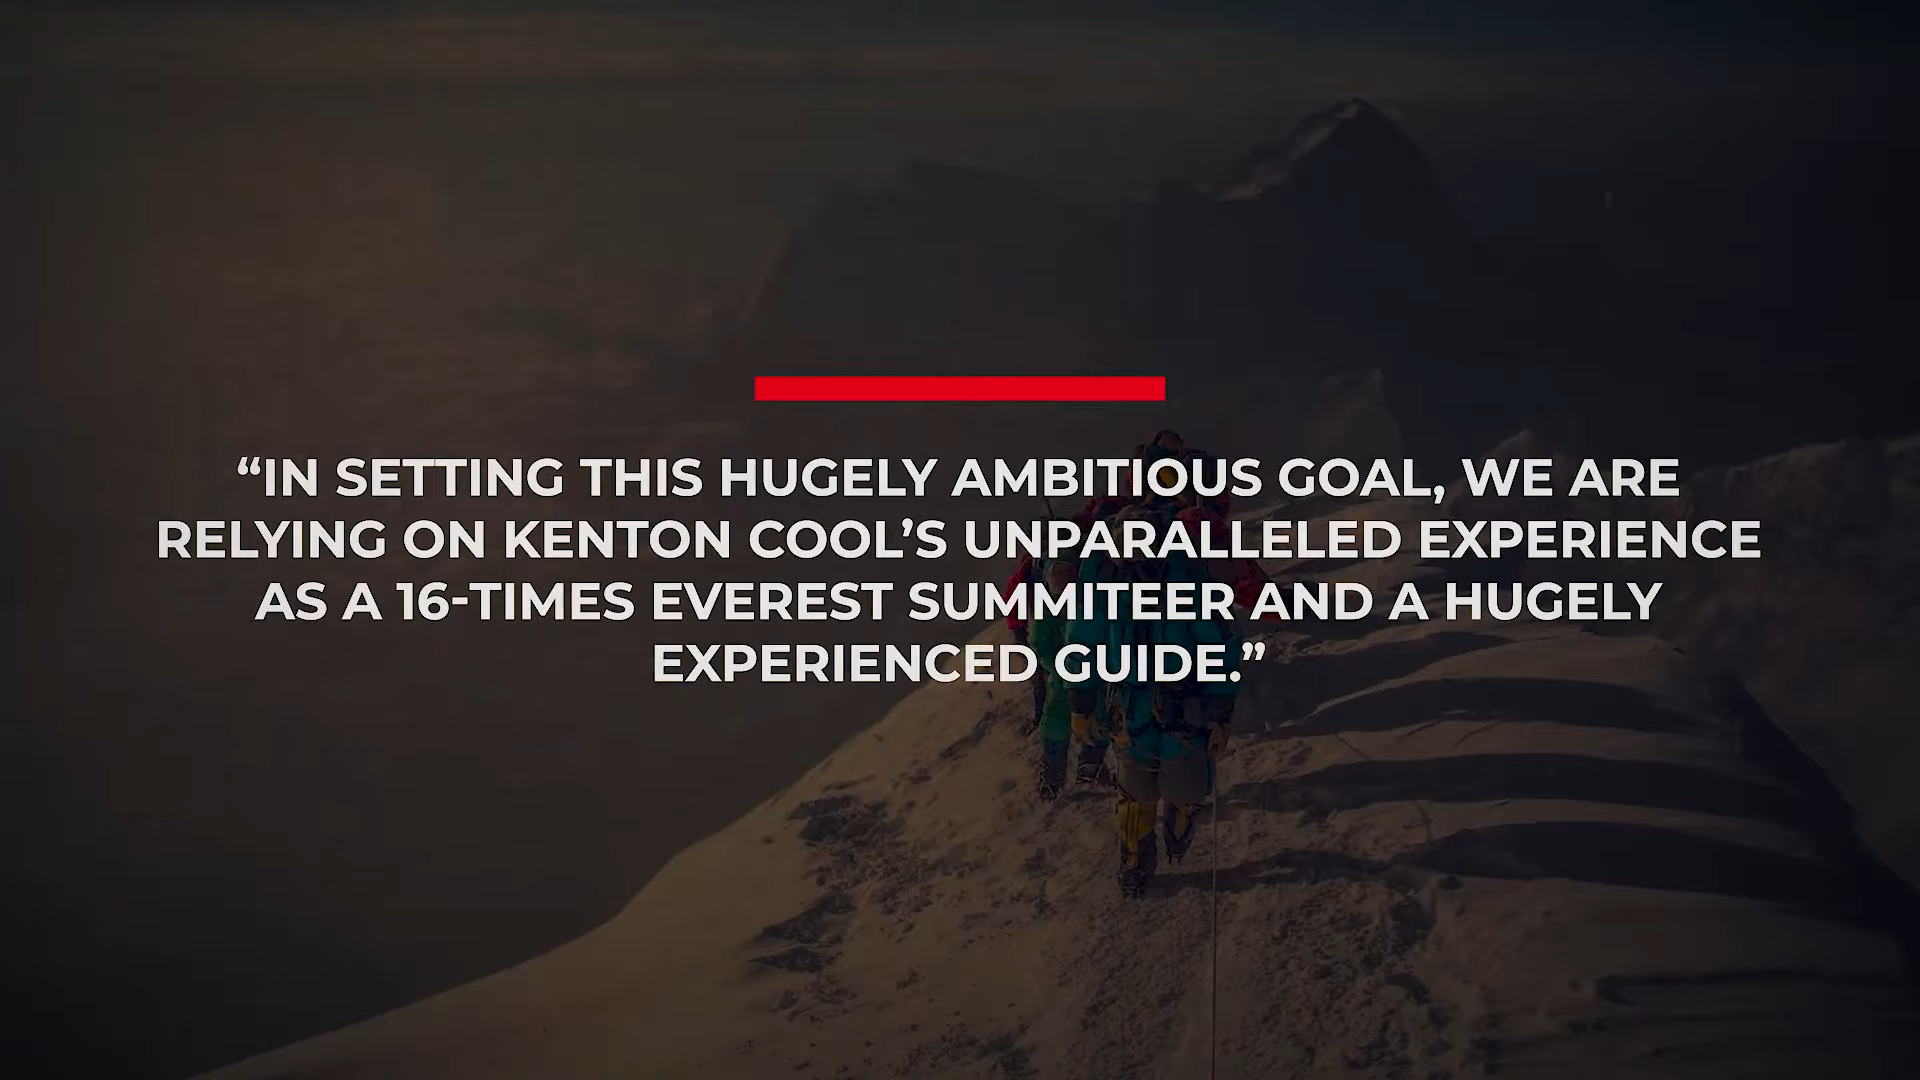 “IN SETTING THIS HUGELY AMBITIOUS GOAL, WE ARE
RELYING ON KENTON COOL’S UNPARALLELED EXPERIENCE
AS A 16-TIMES EVEREST SUMMITEER AND A HUGELY
EXPERIENCED GUIDE.”